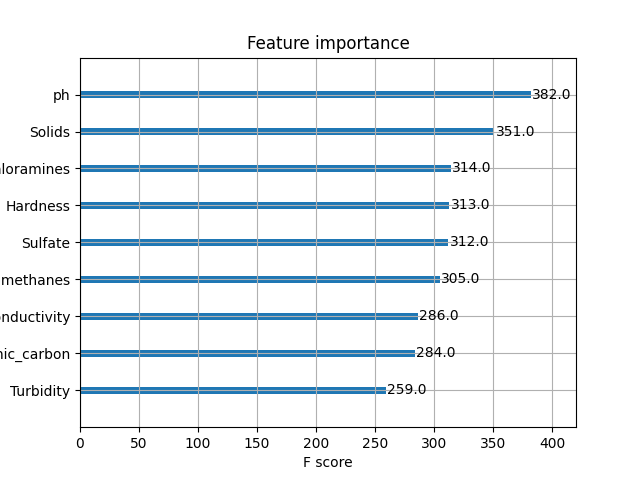 Feature importance
ph 382.0
Solids 351.0
loramines 314.0
Hardness 313.0
Sulfate 312.0
methanes 305.0
nductivity 286.0
nic_carbon 284.0
Turbidity 259.0
0 50 100 150 200 250 300 350 400
F score